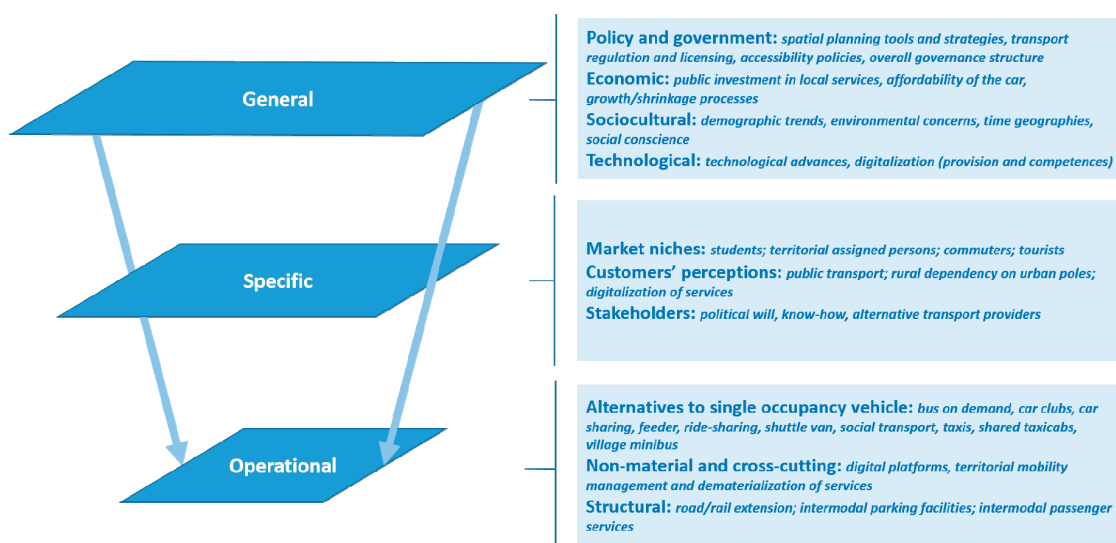 General
Policy and government: spatial planning tools and strategies, transport
regulation and licensing, accessibility policies, overall governance structure
Economic: public investment in local services, affordability of the car,
growth/shrinkage processes
Sociocultural: demographic trends, environmental concerns, time geographies,
social conscience
Technological: technological advances, digitalization (provision and competences)
Specific
Market niches: students; territorial assigned persons; commuters; tourists
Customers’ perceptions: public transport; rural dependency on urban poles;
digitalization of services
Stakeholders: political will, know-how, alternative transport providers
Operational
Alternatives to single occupancy vehicle: bus on demand, car clubs, car
sharing, feeder, ride-sharing, shuttle van, social transport, taxis, shared taxicabs,
village minibus
Non-material and cross-cutting: digital platforms, territorial mobility
management and dematerialization of services
Structural: road/rail extension; intermodal parking facilities; intermodal passenger
services